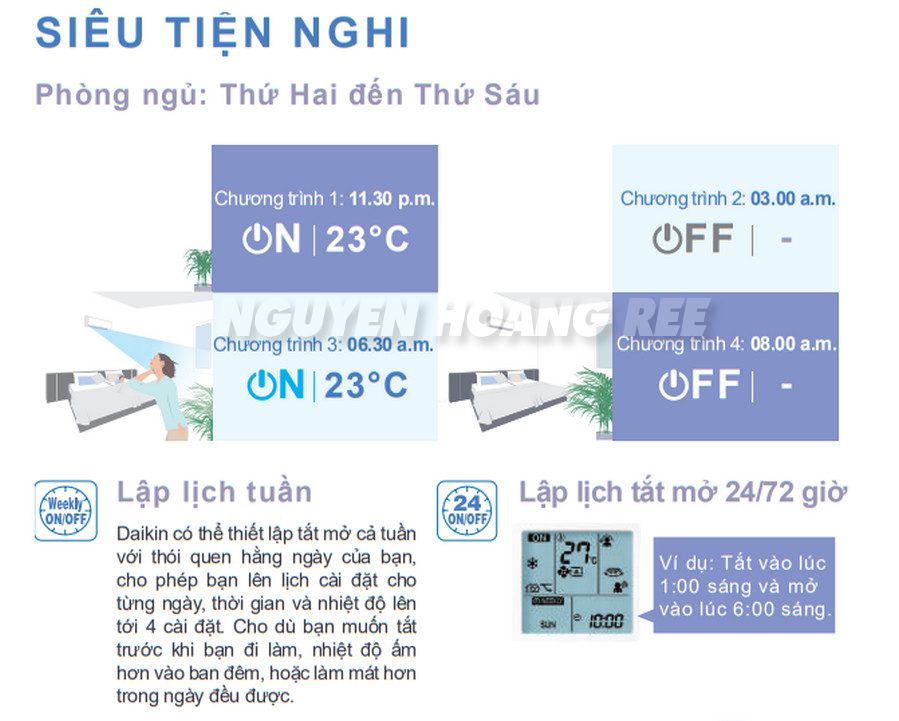 SIÊU TIỆN NGHI
Phòng ngủ: Thứ Hai đến Thứ Sáu
Chương trình 1: 11.30 p.m.
ON | 23°C
Chương trình 2: 03.00 a.m.
OFF | -
NGUYEN HOANG REE
Chương trình 3: 06.30 a.m.
ON | 23°C
Chương trình 4: 08.00 a.m.
OFF | -
Weekly
ON/OFF
Lập lịch tuần
Daikin có thể thiết lập tắt mở cả tuần
với thói quen hằng ngày của bạn,
cho phép bạn lên lịch cài đặt cho
từng ngày, thời gian và nhiệt độ lên
tới 4 cài đặt. Cho dù bạn muốn tắt
trước khi bạn đi làm, nhiệt độ ấm
hơn vào ban đêm, hoặc làm mát hơn
trong ngày đều được.
24
ON/OFF
Lập lịch tắt mở 24/72 giờ
ON
27°C
WEEKLY
SUN
10:00
Ví dụ: Tắt vào lúc
1:00 sáng và mở
vào lúc 6:00 sáng.